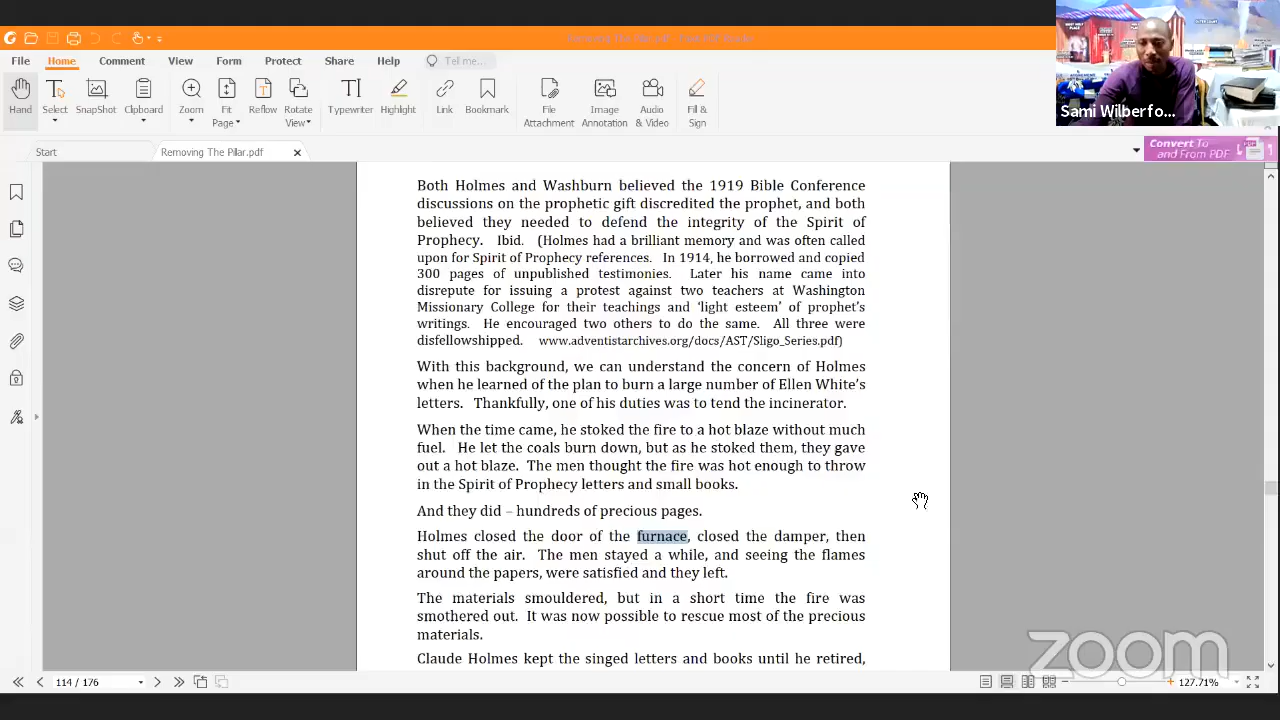 Removing The Pillar.pdf - Foxit PDF Reader
File Home Comment View Form Protect Share Help Tell me...
Hand Select SnapShot Clipboard Zoom Fit Page Reflow Rotate View Typewriter Highlight Link Bookmark File Attachment Image Annotation Audio & Video Fill & Sign
Sami Wilberfo...
Start Removing The Pillar.pdf
Convert To
and From PDF
Both Holmes and Washburn believed the 1919 Bible Conference
discussions on the prophetic gift discredited the prophet, and both
believed they needed to defend the integrity of the Spirit of
Prophecy. Ibid. (Holmes had a brilliant memory and was often called
upon for Spirit of Prophecy references. In 1914, he borrowed and copied
300 pages of unpublished testimonies. Later his name came into
disrepute for issuing a protest against two teachers at Washington
Missionary College for their teachings and ‘light esteem’ of prophet’s
writings. He encouraged two others to do the same. All three were
disfellowshipped. www.adventistarchives.org/docs/AST/Sligo_Series.pdf)
With this background, we can understand the concern of Holmes
when he learned of the plan to burn a large number of Ellen White’s
letters. Thankfully, one of his duties was to tend the incinerator.
When the time came, he stoked the fire to a hot blaze without much
fuel. He let the coals burn down, but as he stoked them, they gave
out a hot blaze. The men thought the fire was hot enough to throw
in the Spirit of Prophecy letters and small books.
And they did – hundreds of precious pages.
Holmes closed the door of the furnace, closed the damper, then
shut off the air. The men stayed a while, and seeing the flames
around the papers, were satisfied and they left.
The materials smouldered, but in a short time the fire was
smothered out. It was now possible to rescue most of the precious
materials.
Claude Holmes kept the singed letters and books until he retired,
zoom
114 / 176
127.71%